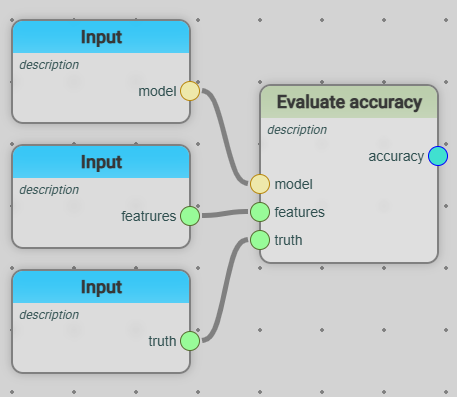 Input
description
model
Input
description
featrures
Input
description
truth
Evaluate accuracy
description
accuracy
model
features
truth